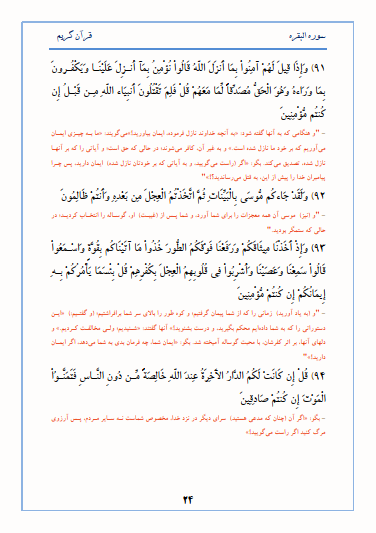 سوره البقره
قرآن کریم
(۹۱) وَإِذَا قِيلَ لَهُمْ آمِنُواْ بِمَا أَنزَلَ اللّهُ قَالُواْ نُؤْمِنُ بِمَآ أُنزِلَ عَلَيْنَا وَيَكْفُرونَ
بِمَا وَرَاءهُ وَهُوَ الْحَقُّ مُصَدِّقاً لِّمَا مَعَهُمْ قُلْ فَلِمَ تَقْتُلُونَ أَنبِيَاء اللّهِ مِن قَبْلُ إِن
كُنتُم مُّؤْمِنِينَ
- "و هنگامی که به آنها گفته شود: «به آنچه خداوند نازل فرموده، ایمان بیاورید!»می‌گویند: «ما به چیزی ایمان
می‌آوریم که بر خود ما نازل شده است.» و به غیر آن، کافر می‌شوند؛ در حالی که حق است؛ و آیاتی را که بر آنها
نازل شده، تصدیق می‌کند. بگو: «اگر (راست می‌گویید، و به آیاتی که بر خودتان نازل شده) ایمان دارید، پس چرا
پیامبران خدا را پیش از این، به قتل می‌رساندید؟!»"
(۹۲) وَلَقَدْ جَاءكُم مُّوسَى بِالْبَيِّنَاتِ ثُمَّ اتَّخَذْتُمُ الْعِجْلَ مِن بَعْدِهِ وَأَنتُمْ ظَالِمُونَ
- "و (نیز) موسی آن همه معجزات را برای شما آورد، و شما پس از (غیبت) او، گوساله را انتخاب کردید؛ در
حالی که ستمگر بودید."
(۹۳) وَإِذْ أَخَذْنَا مِيثَاقَكُمْ وَرَفَعْنَا فَوْقَكُمُ الطُّورَ خُذُواْ مَا آتَيْنَاكُم بِقُوَّةٍ وَاسْمَعُواْ
قَالُواْ سَمِعْنَا وَعَصَيْنَا وَأُشْرِبُواْ فِي قُلُوبِهِمُ الْعِجْلَ بِكُفْرِهِمْ قُلْ بِئْسَمَا يَأْمُرُكُمْ بِهِ
إِيمَانُكُمْ إِن كُنتُمْ مُّؤْمِنِينَ
- "و (به یاد آورید) زمانی را که از شما پیمان گرفتیم؛ و کوه طور را بالای سر شما برافراشتیم؛ (و گفتیم:) «این
دستوراتی را که به شما داده‌ایم محکم بگیرید، و درست بشنوید!» آنها گفتند: «شنیدیم؛ ولی مخالفت کردیم.» و
دلهای آنها، بر اثر کفرشان، با محبت گوساله آمیخته شد. بگو: «ایمان شما، چه فرمان بدی به شما می‌دهد، اگر ایمان
دارید!»"
(۹۴) قُلْ إِن كَانَتْ لَكُمُ الدَّارُ الآَخِرَةُ عِندَ اللّهِ خَالِصَةً مِّن دُونِ النَّاسِ فَتَمَنَّوُاْ
الْمَوْتَ إِن كُنتُمْ صَادِقِينَ
- بگو: «اگر آن (چنان که مدعی هستید) سرای دیگر در نزد خدا، مخصوص شماست نه سایر مردم، پس آرزوی
مرگ کنید اگر راست می‌گویید!»
۲۴